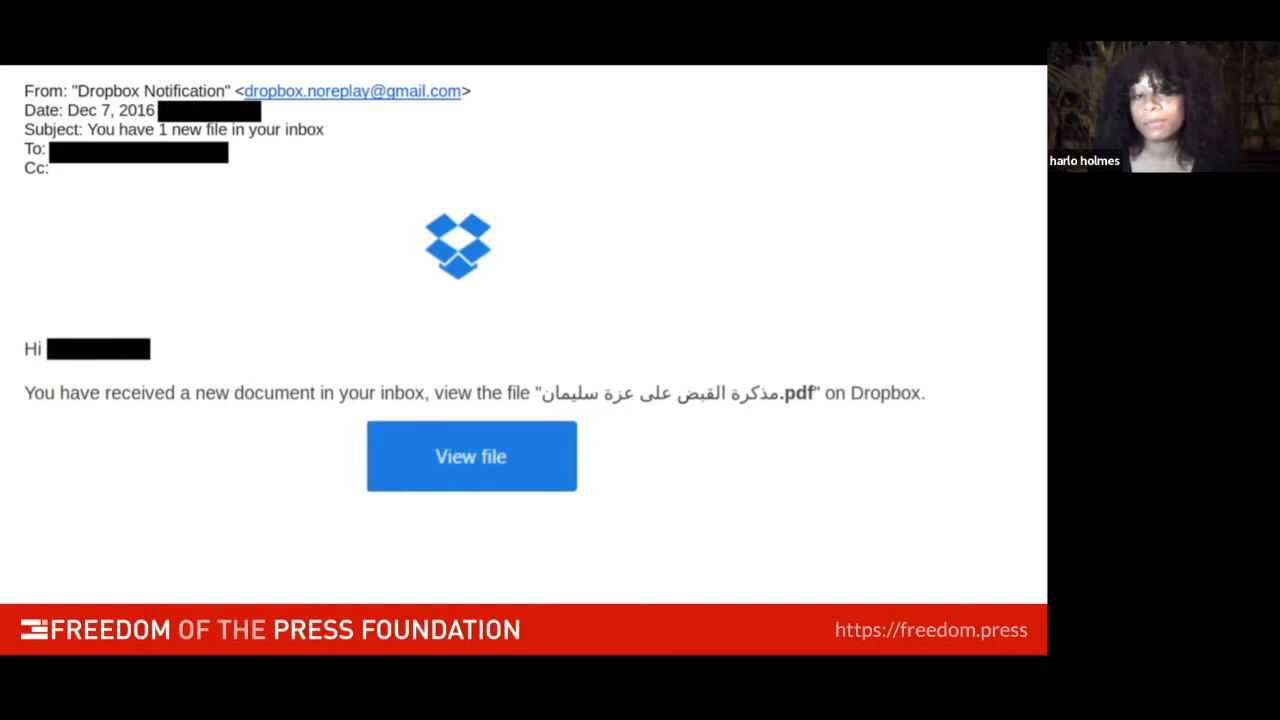 From: "Dropbox Notification" <dropbox.noreplay@gmail.com>
Date: Dec 7, 2016
Subject: You have 1 new file in your inbox
To:
Cc:
harlo holmes
Hi
You have received a new document in your inbox, view the file "مذكرة القبض على عزة سليمان.pdf" on Dropbox.
View file
FREEDOM OF THE PRESS FOUNDATION
https://freedom.press